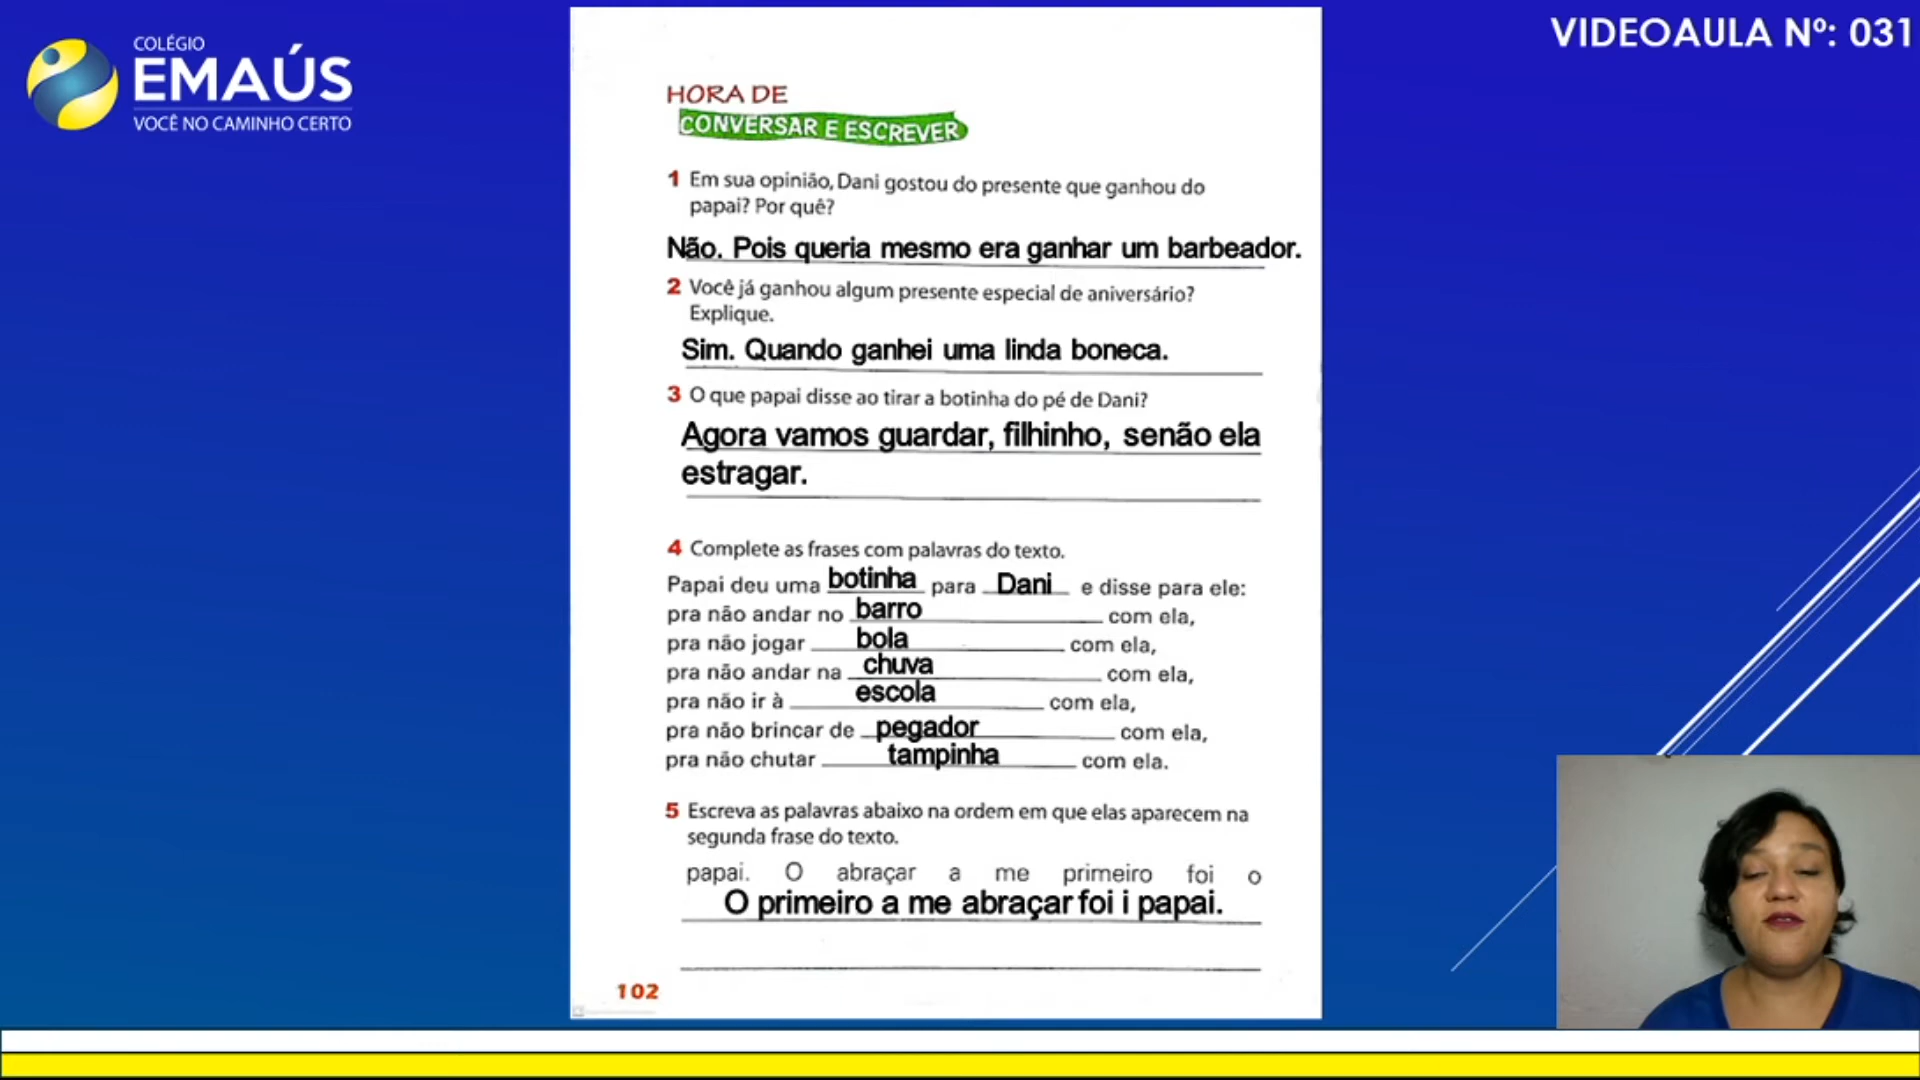 COLÉGIO
EMAÚS
VOCÊ NO CAMINHO CERTO
VIDEOAULA Nº: 031
HORA DE
CONVERSAR E ESCREVER
1 Em sua opinião, Dani gostou do presente que ganhou do
papai? Por quê?
Não. Pois queria mesmo era ganhar um barbeador.
2 Você já ganhou algum presente especial de aniversário?
Explique.
Sim. Quando ganhei uma linda boneca.
3 O que papai disse ao tirar a botinha do pé de Dani?
Agora vamos guardar, filhinho, senão ela
estragar.
4 Complete as frases com palavras do texto.
Papai deu uma botinha para Dani e disse para ele:
pra não andar no barro com ela,
pra não jogar bola com ela,
pra não andar na chuva com ela,
pra não ir à escola com ela,
pra não brincar de pegador com ela,
pra não chutar tampinha com ela.
5 Escreva as palavras abaixo na ordem em que elas aparecem na
segunda frase do texto.
papai. O abraçar a me primeiro foi o
O primeiro a me abraçar foi i papai.
102